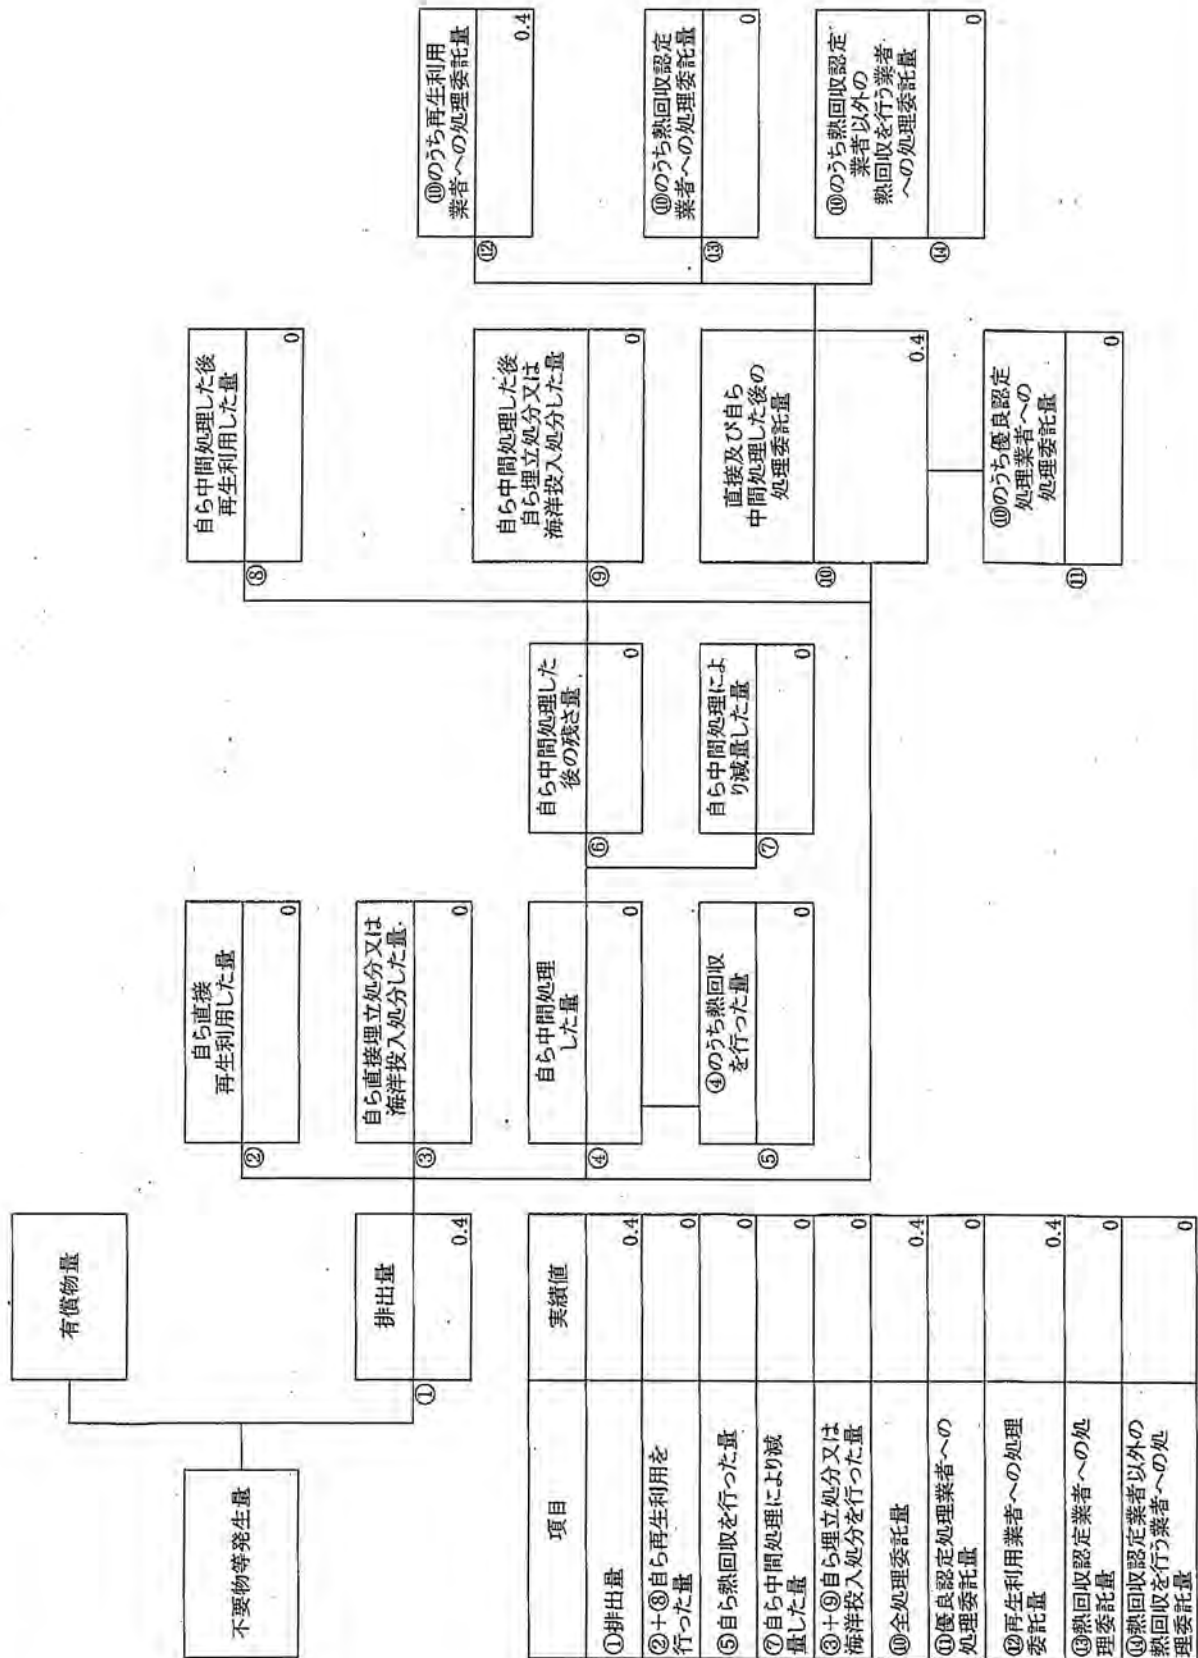 有償物量
不要物等発生量
①
排出量
0.4
②
自ら直接
再生利用した量
0
③
自ら直接埋立処分又は
海洋投入処分した量
0
④
自ら中間処理
した量
0
⑤
④のうち熱回収
を行った量
0
⑥
自ら中間処理した
後の残さ量
0
⑦
自ら中間処理によ
り減量した量
0
⑧
自ら中間処理した後
再生利用した量
0
⑨
自ら中間処理した後
自ら埋立処分又は
海洋投入処分した量
0
⑩
直接及び自ら
中間処理した後の
処理委託量
0.4
⑪
⑩のうち優良認定
処理業者への
処理委託量
0
⑫
⑩のうち再生利用
業者への処理委託量
0.4
⑬
⑩のうち熱回収認定
業者への処理委託量
0
⑭
⑩のうち熱回収認定
業者以外の
熱回収を行う業者
への処理委託量
0
項目
実績値
①排出量
0.4
②+⑧自ら再生利用を
行った量
0
⑤自ら熱回収を行った量
0
⑦自ら中間処理により減
量した量
0
③+⑨自ら埋立処分又は
海洋投入処分を行った量
0
⑩全処理委託量
0.4
⑪優良認定処理業者への
処理委託量
0
⑫再生利用業者への処理
委託量
0.4
⑬熱回収認定業者への処
理委託量
0
⑭熱回収認定業者以外の
熱回収を行う業者への処
理委託量
0